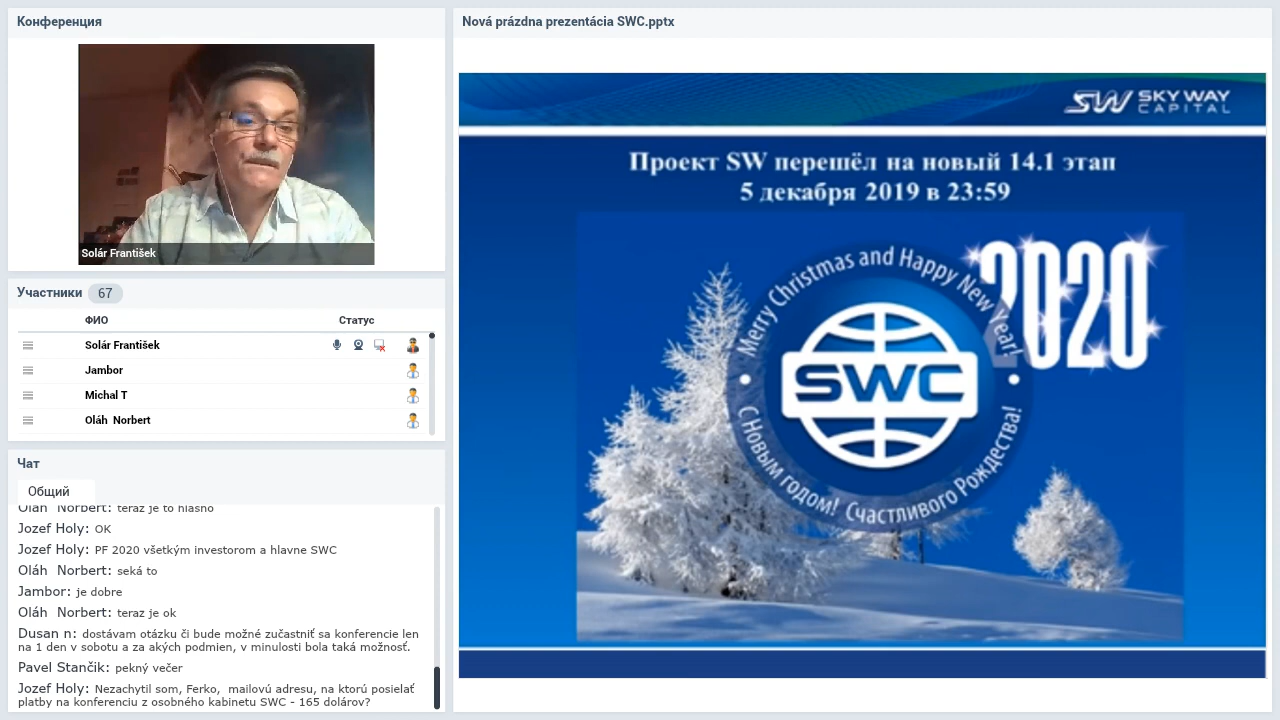 Конференция
Solár František
Участники 67
ФИО Статус
Solár František
Jambor
Michal T
Oláh Norbert
Чат
Общий
Oláh Norbert: teraz je to hlasno
Jozef Holy: OK
Jozef Holy: PF 2020 všetkým investorom a hlavne SWC
Oláh Norbert: seká to
Jambor: je dobre
Oláh Norbert: teraz je ok
Dusan n: dostávam otázku či bude možné zučastniť sa konferencie len
na 1 den v sobotu a za akých podmien, v minulosti bola taká možnosť.
Pavel Stančik: pekný večer
Jozef Holy: Nezachytil som, Ferko, mailovú adresu, na ktorú posielať
platby na konferenciu z osobného kabinetu SWC - 165 dolárov?
Nová prázdna prezentácia SWC.pptx
SW SKY WAY
CAPITAL
Проект SW перешёл на новый 14.1 этап
5 декабря 2019 в 23:59
2020
Merry Christmas and Happy New Year!
SWC
С Новым годом! Счастливого Рождества!